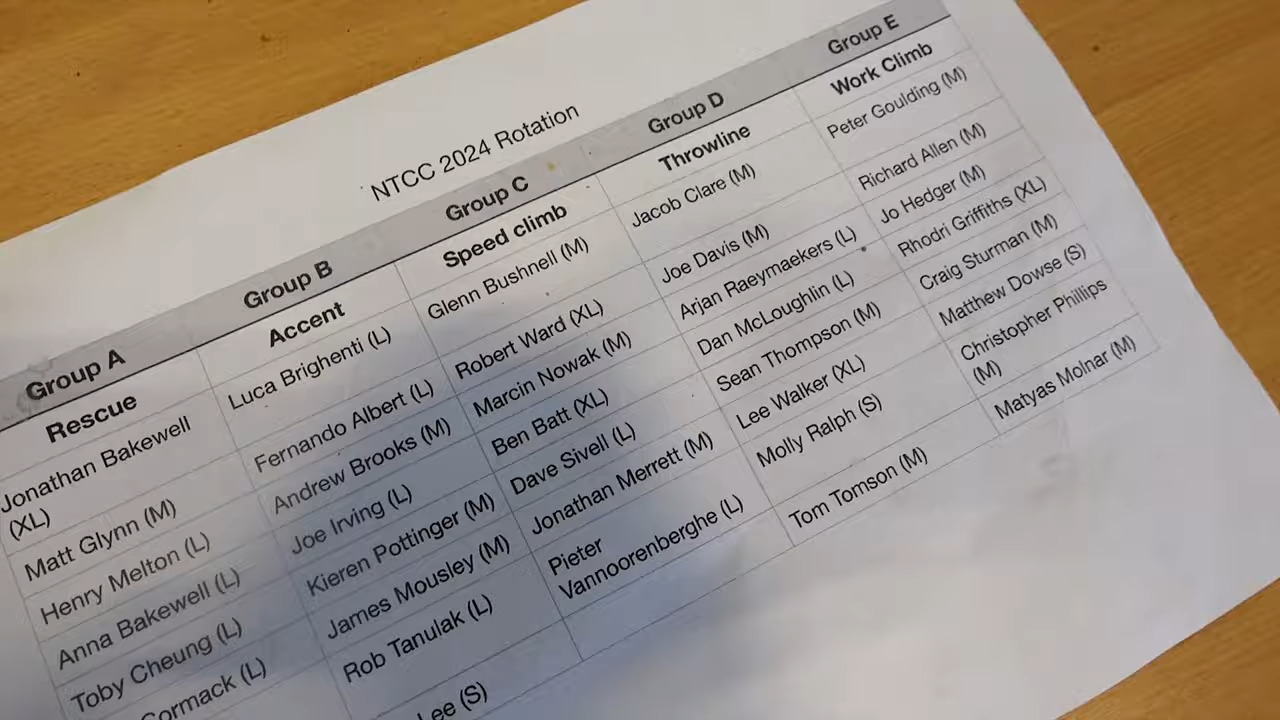 NTCC 2024 Rotation
Group A
Group B
Group C
Group D
Group E
Rescue
Accent
Speed climb
Throwline
Work Climb
Jonathan Bakewell
(XL)
Luca Brighenti (L)
Glenn Bushnell (M)
Jacob Clare (M)
Peter Goulding (M)
Matt Glynn (M)
Fernando Albert (L)
Robert Ward (XL)
Joe Davis (M)
Richard Allen (M)
Henry Melton (L)
Andrew Brooks (M)
Marcin Nowak (M)
Arjan Raeymaekers (L)
Jo Hedger (M)
Anna Bakewell (L)
Joe Irving (L)
Ben Batt (XL)
Dan McLoughlin (L)
Rhodri Griffiths (XL)
Toby Cheung (L)
Kieren Pottinger (M)
Dave Sivell (L)
Sean Thompson (M)
Craig Sturman (M)
Cormack (L)
James Mousley (M)
Jonathan Merrett (M)
Lee Walker (XL)
Matthew Dowse (S)
Rob Tanulak (L)
Pieter
Vannoorenberghe (L)
Molly Ralph (S)
Christopher Phillips
(M)
Lee (S)
Tom Tomson (M)
Matyas Molnar (M)